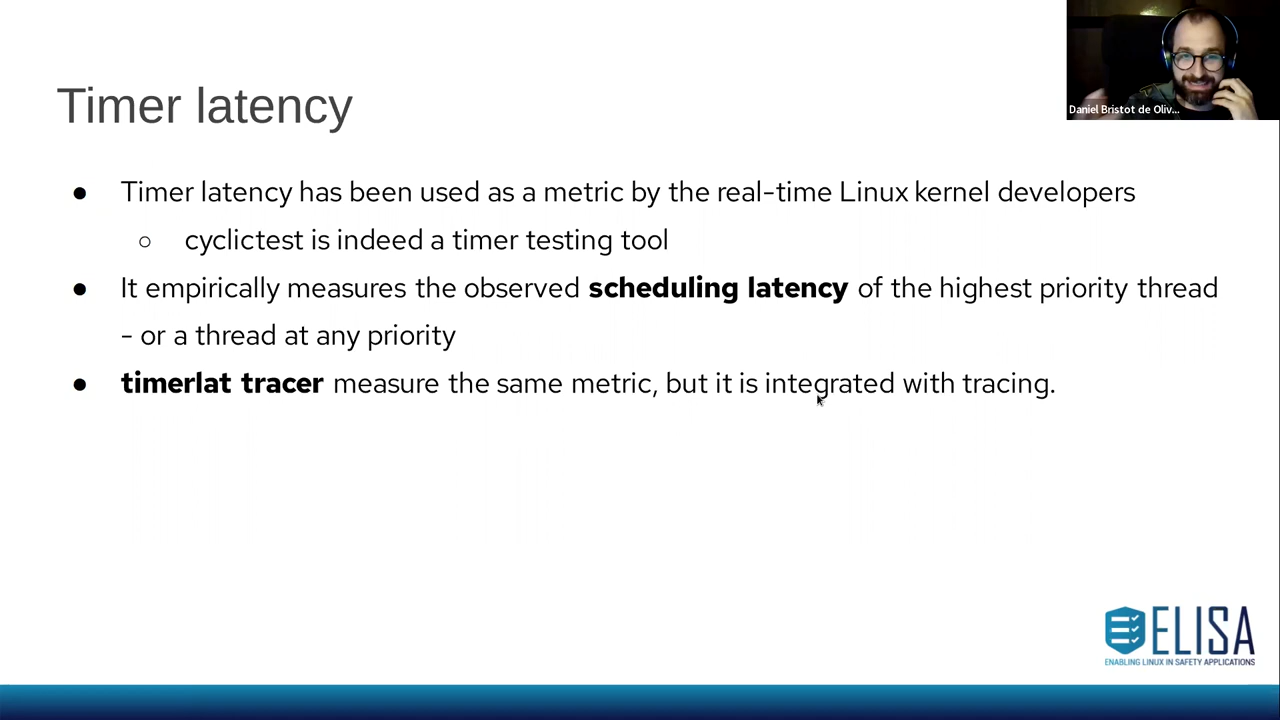 Daniel Bristot de Oliv...
Timer latency
● Timer latency has been used as a metric by the real-time Linux kernel developers
○ cyclictest is indeed a timer testing tool
● It empirically measures the observed scheduling latency of the highest priority thread
- or a thread at any priority
● timerlat tracer measure the same metric, but it is integrated with tracing.
ELISA
ENABLING LINUX IN SAFETY APPLICATIONS